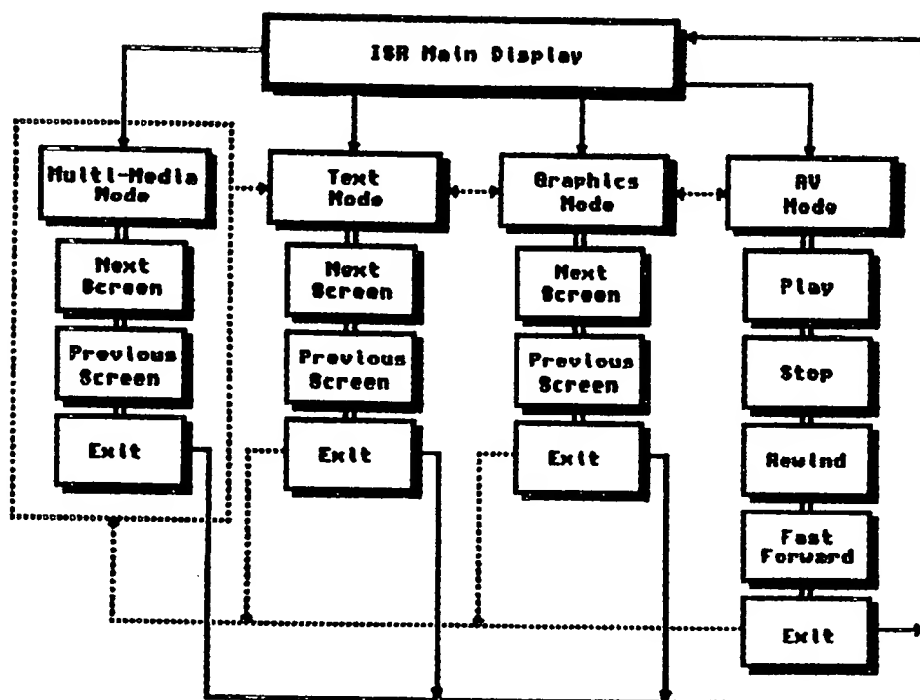 ISR Main Display
Multi-Media
Mode
Next
Screen
Previous
Screen
Exit
Text
Mode
Next
Screen
Previous
Screen
Exit
Graphics
Mode
Next
Screen
Previous
Screen
Exit
AV
Mode
Play
Stop
Rewind
Fast
Forward
Exit